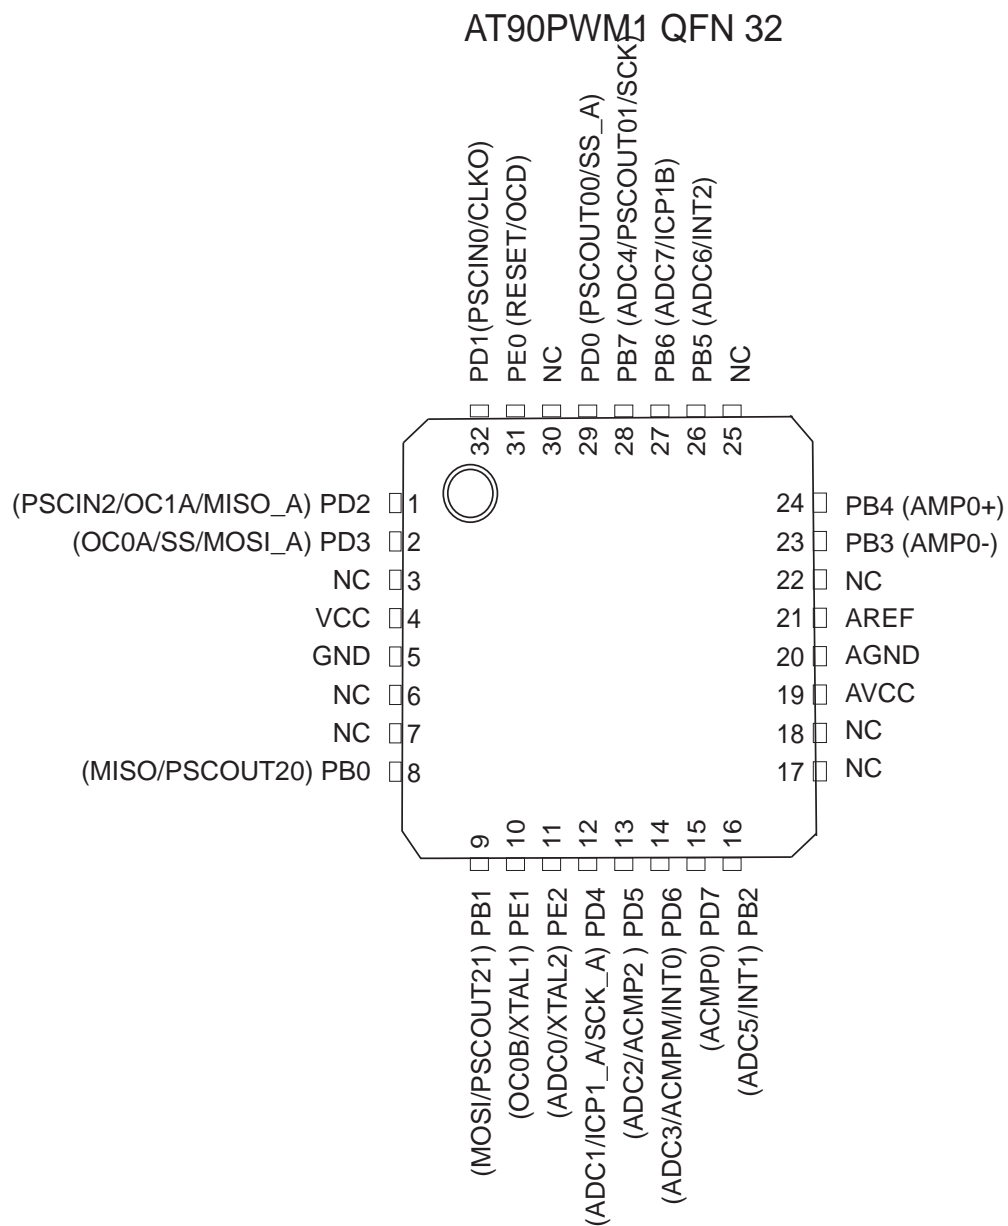 AT90PWM1 QFN 32
PD1(PSCIN0/CLKO)
PE0 (RESET/OCD)
NC
PD0 (PSCOUT00/SS_A)
PB7 (ADC4/PSCOUT01/SCK)
PB6 (ADC7/ICP1B)
PB5 (ADC6/INT2)
NC
32
31
30
29
28
27
26
25
(PSCIN2/OC1A/MISO_A) PD2
1
(OC0A/SS/MOSI_A) PD3
2
NC
3
VCC
4
GND
5
NC
6
NC
7
(MISO/PSCOUT20) PB0
8
24
PB4 (AMP0+)
23
PB3 (AMP0-)
22
NC
21
AREF
20
AGND
19
AVCC
18
NC
17
NC
9
10
11
12
13
14
15
16
(MOSI/PSCOUT21) PB1
(OC0B/XTAL1) PE1
(ADC0/XTAL2) PE2
(ADC1/ICP1_A/SCK_A) PD4
(ADC2/ACMP2 ) PD5
(ADC3/ACMPM/INT0) PD6
(ACMP0) PD7
(ADC5/INT1) PB2